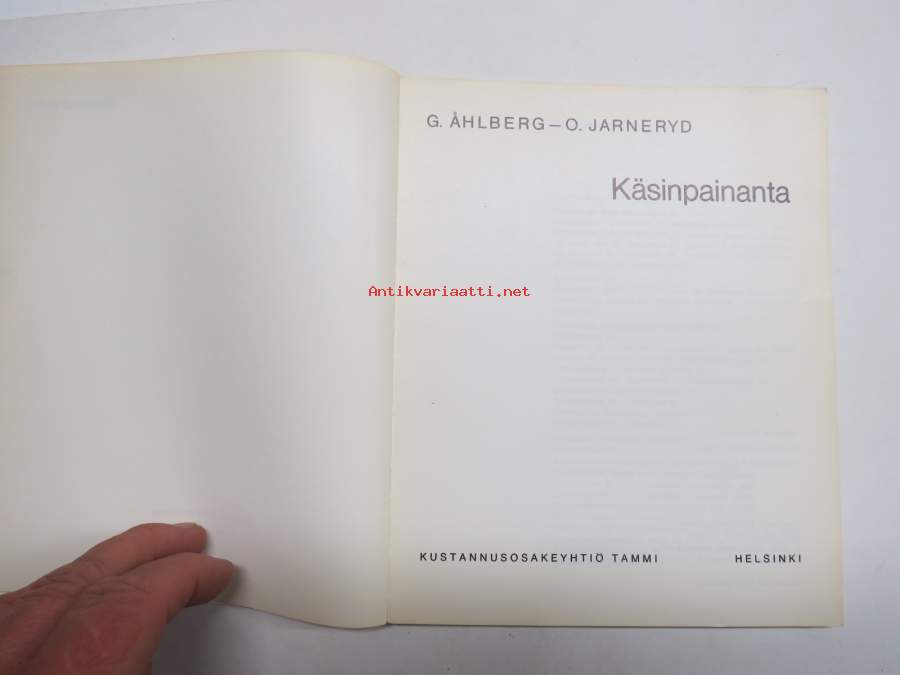 G. ÅHLBERG – O. JARNERYD
Käsinpainanta
Antikvariaatti.net
KUSTANNUSOSAKEYHTIÖ TAMMI HELSINKI